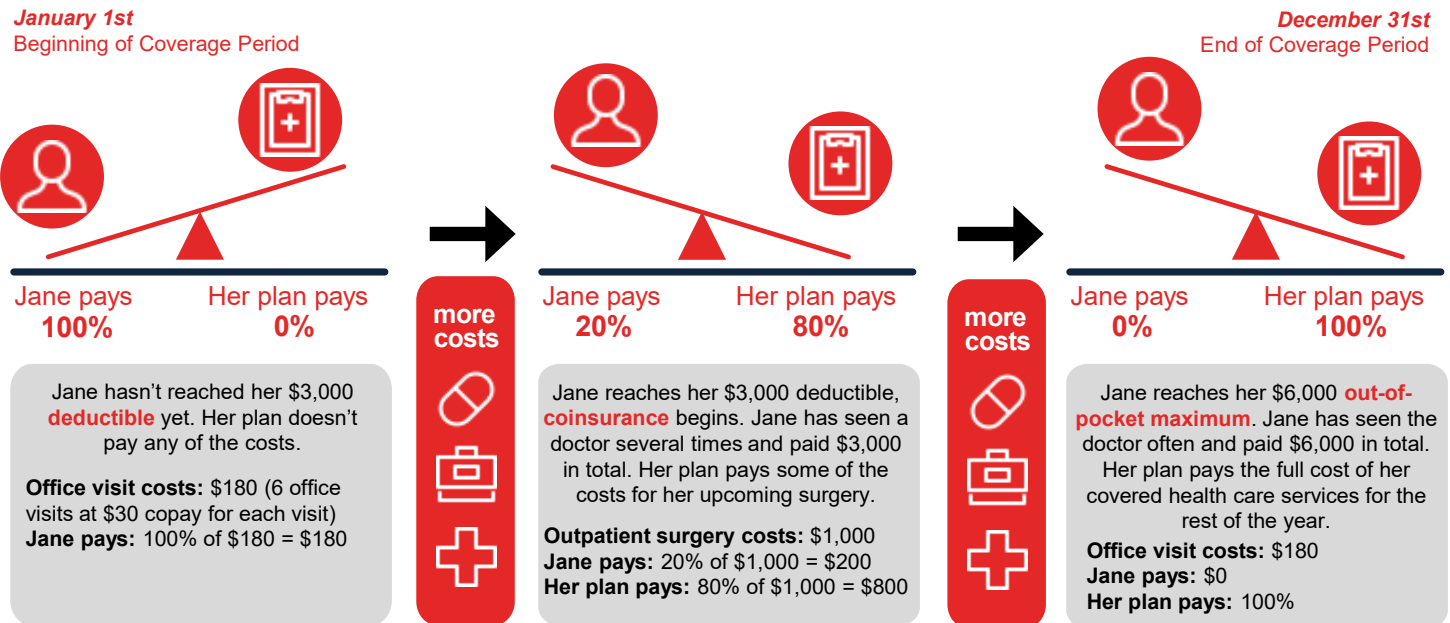 January 1st
Beginning of Coverage Period
December 31st
End of Coverage Period
Jane pays
100%
Her plan pays
0%
more
costs
Jane pays
20%
Her plan pays
80%
more
costs
Jane pays
0%
Her plan pays
100%
Jane hasn’t reached her $3,000
deductible yet. Her plan doesn’t
pay any of the costs.
Office visit costs: $180 (6 office
visits at $30 copay for each visit)
Jane pays: 100% of $180 = $180
Jane reaches her $3,000 deductible,
coinsurance begins. Jane has seen a
doctor several times and paid $3,000
in total. Her plan pays some of the
costs for her upcoming surgery.
Outpatient surgery costs: $1,000
Jane pays: 20% of $1,000 = $200
Her plan pays: 80% of $1,000 = $800
Jane reaches her $6,000 out-of-
pocket maximum. Jane has seen the
doctor often and paid $6,000 in total.
Her plan pays the full cost of her
covered health care services for the
rest of the year.
Office visit costs: $180
Jane pays: $0
Her plan pays: 100%